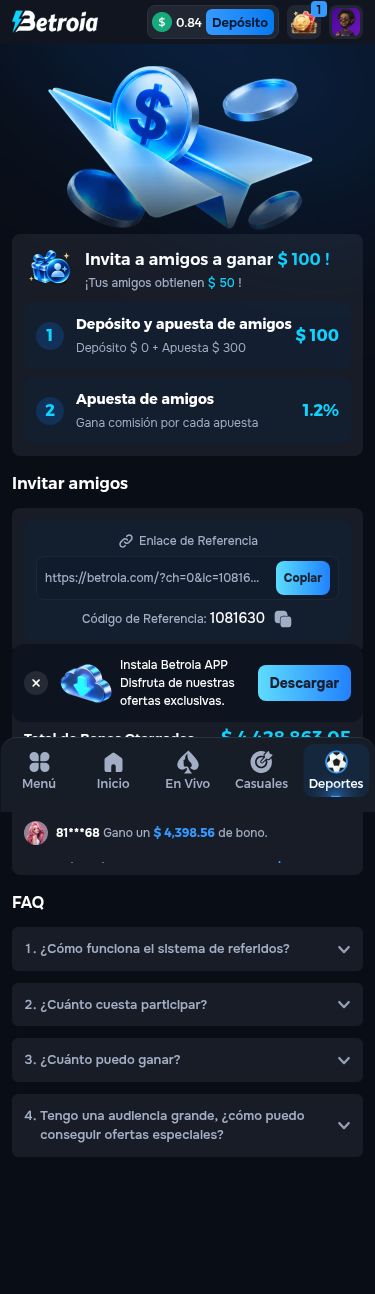 Betroia
$ 0.84 Depósito
1
Invita a amigos a ganar $ 100 !
¡Tus amigos obtienen $ 50 !
1 Depósito y apuesta de amigos $ 100
Depósito $ 0 + Apuesta $ 300
2 Apuesta de amigos 1.2%
Gana comisión por cada apuesta
Invitar amigos
Enlace de Referencia
https://betroia.com/?ch=0&ic=10816... Copiar
Código de Referencia: 1081630
Instala Betroia APP
Disfruta de nuestras
ofertas exclusivas.
Descargar
Menú Inicio En Vivo Casuales Deportes
81***68 Gano un $ 4,398.56 de bono.
FAQ
1. ¿Cómo funciona el sistema de referidos?
2. ¿Cuánto cuesta participar?
3. ¿Cuánto puedo ganar?
4. Tengo una audiencia grande, ¿cómo puedo
conseguir ofertas especiales?